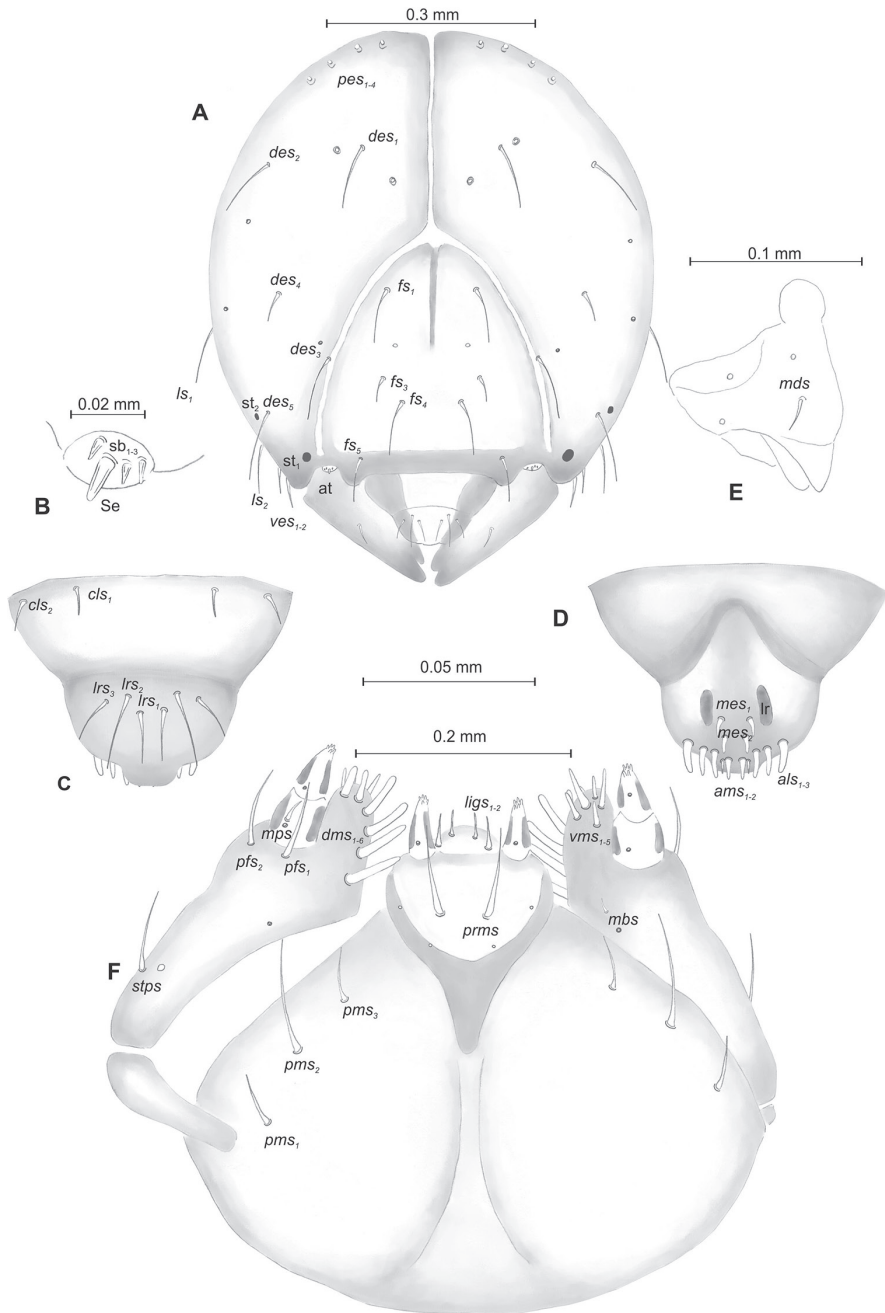 0.3 mm
A
pes₁₋₄
des₁
des₂
0.1 mm
des₄
fs₁
des₃
ls₁
fs₃
fs₄
mds
0.02 mm
st₂ des₅
sb₁₋₃
fs₅
st₁
at
E
B
Se
ls₂
ves₁₋₂
cls₂
cls₁
D
0.05 mm
lrs₃
lrs₂
lrs₁
mes₁
lr
mes₂
0.2 mm
C
ams₁₋₂
als₁₋₃
ligs₁₋₂
mps
dms₁₋₆
vms₁₋₅
pfs₂
pfs₁
prms
mbs
F
stps
pms₃
pms₂
pms₁